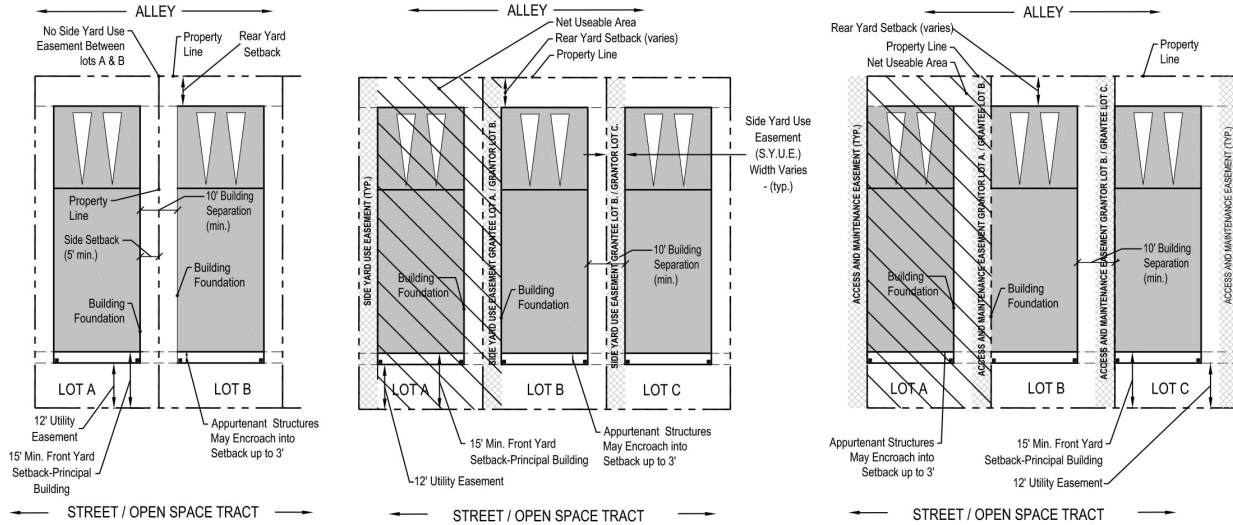 ALLEY
No Side Yard Use
Easement Between
lots A & B
Property
Line
Rear Yard
Setback
Property
Line
10' Building
Separation
(min.)
Side Setback
(5' min.)
Building
Foundation
Building
Foundation
LOT A
LOT B
12' Utility
Easement
15' Min. Front Yard
Setback-Principal
Building
Appurtenant Structures
May Encroach into
Setback up to 3'
STREET / OPEN SPACE TRACT
ALLEY
Net Useable Area
Rear Yard Setback (varies)
Property Line
SIDE YARD USE EASEMENT (TYP.)
SIDE YARD USE EASEMENT GRANTEE LOT A. / GRANTOR LOT B.
SIDE YARD USE EASEMENT GRANTEE LOT B. / GRANTOR LOT C.
Side Yard Use
Easement
(S.Y.U.E.)
Width Varies
- (typ.)
10' Building
Separation
(min.)
Building
Foundation
Building
Foundation
LOT A
LOT B
LOT C
15' Min. Front Yard
Setback-Principal Building
12' Utility Easement
Appurtenant Structures
May Encroach into
Setback up to 3'
STREET / OPEN SPACE TRACT
ALLEY
Rear Yard Setback (varies)
Property Line
Net Useable Area
Property
Line
ACCESS AND MAINTENANCE EASEMENT (TYP.)
ACCESS AND MAINTENANCE EASEMENT GRANTOR LOT A. / GRANTEE LOT B.
ACCESS AND MAINTENANCE EASEMENT GRANTOR LOT B. / GRANTEE LOT C.
ACCESS AND MAINTENANCE EASEMENT (TYP.)
10' Building
Separation
(min.)
Building
Foundation
Building
Foundation
LOT A
LOT B
LOT C
Appurtenant Structures
May Encroach into
Setback up to 3'
15' Min. Front Yard
Setback-Principal Building
12' Utility Easement
STREET / OPEN SPACE TRACT